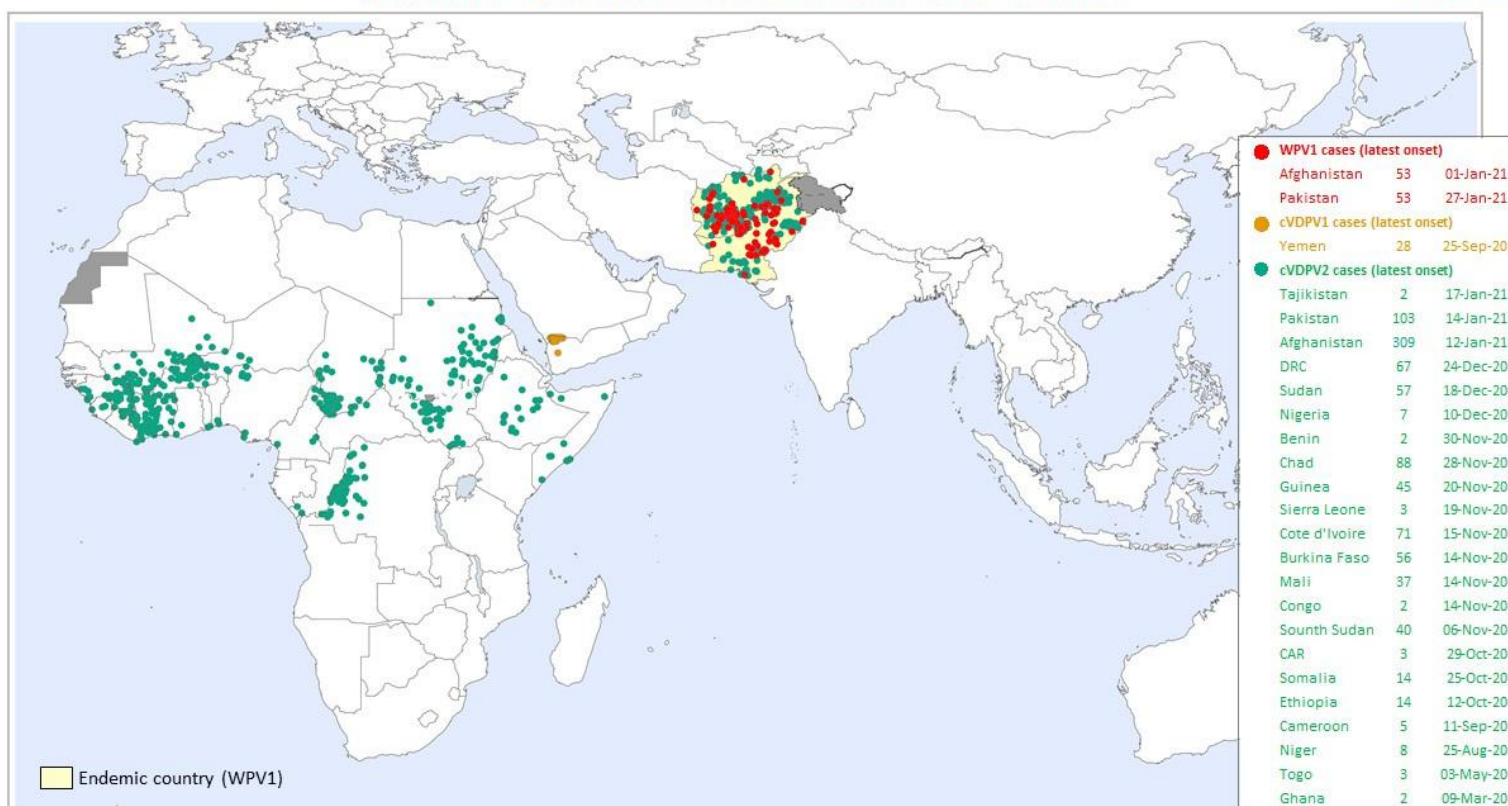 WPV1 cases (latest onset)
Afghanistan 53 01-Jan-21
Pakistan 53 27-Jan-21
cVDPV1 cases (latest onset)
Yemen 28 25-Sep-20
cVDPV2 cases (latest onset)
Tajikistan 2 17-Jan-21
Pakistan 103 14-Jan-21
Afghanistan 309 12-Jan-21
DRC 67 24-Dec-20
Sudan 57 18-Dec-20
Nigeria 7 10-Dec-20
Benin 2 30-Nov-20
Chad 88 28-Nov-20
Guinea 45 20-Nov-20
Sierra Leone 3 19-Nov-20
Cote d'Ivoire 71 15-Nov-20
Burkina Faso 56 14-Nov-20
Mali 37 14-Nov-20
Congo 2 14-Nov-20
Sounth Sudan 40 06-Nov-20
CAR 3 29-Oct-20
Somalia 14 25-Oct-20
Ethiopia 14 12-Oct-20
Cameroon 5 11-Sep-20
Niger 8 25-Aug-20
Togo 3 03-May-20
Ghana 2 09-Mar-20
Endemic country (WPV1)